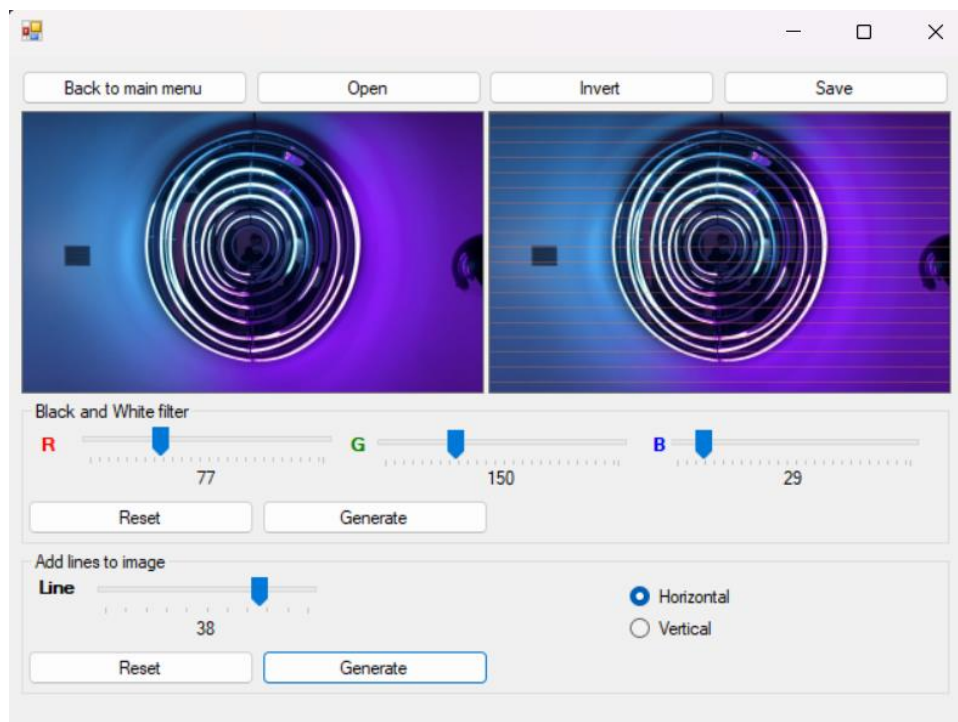 Back to main menu Open Invert Save
Black and White filter
R G B
77 150 29
Reset Generate
Add lines to image
Line
Horizontal
38
Vertical
Reset Generate